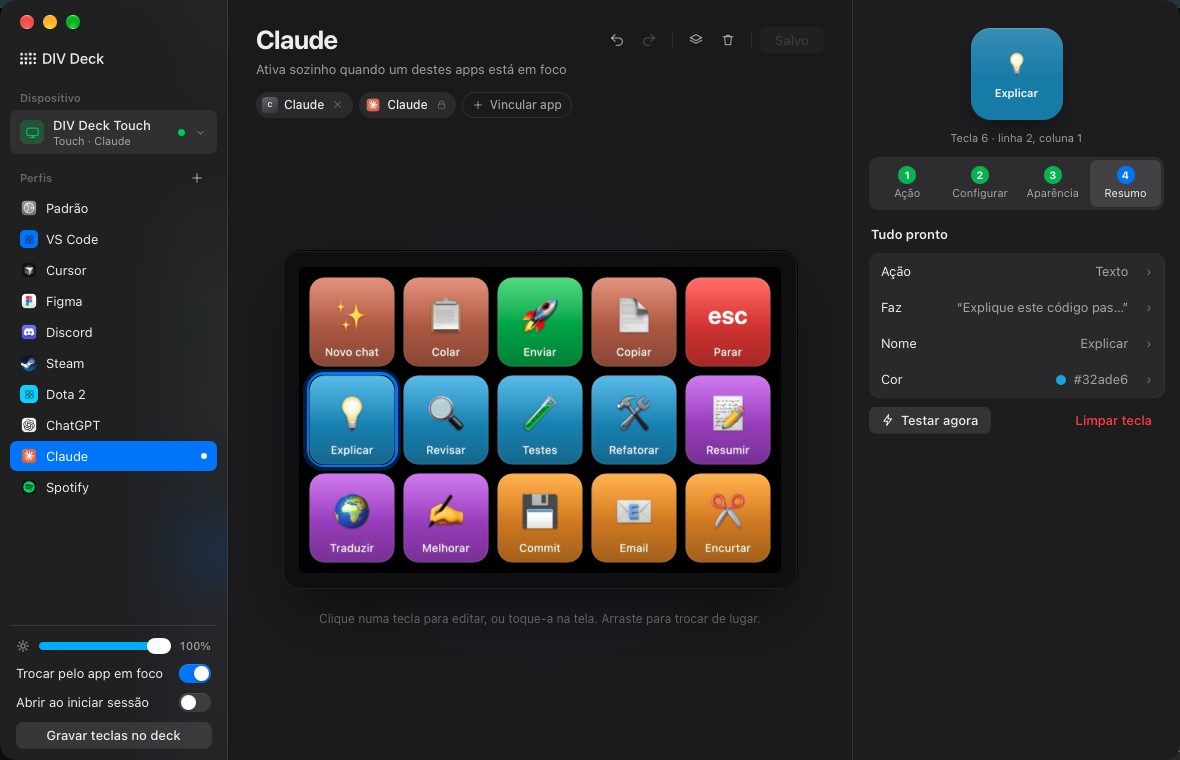 DIV Deck
Dispositivo
DIV Deck Touch
Touch · Claude
Perfis
Padrão
VS Code
Cursor
Figma
Discord
Steam
Dota 2
ChatGPT
Claude
Spotify
100%
Trocar pelo app em foco
Abrir ao iniciar sessão
Gravar teclas no deck
Claude
Salvo
Ativa sozinho quando um destes apps está em foco
C Claude × Claude + Vincular app
Novo chat Colar Enviar Copiar esc Parar
Explicar Revisar Testes Refatorar Resumir
Traduzir Melhorar Commit Email Encurtar
Clique numa tecla para editar, ou toque-a na tela. Arraste para trocar de lugar.
Explicar
Tecla 6 · linha 2, coluna 1
1 2 3 4
Ação Configurar Aparência Resumo
Tudo pronto
Ação Texto
Faz “Explique este código pas…”
Nome Explicar
Cor #32ade6
Testar agora Limpar tecla